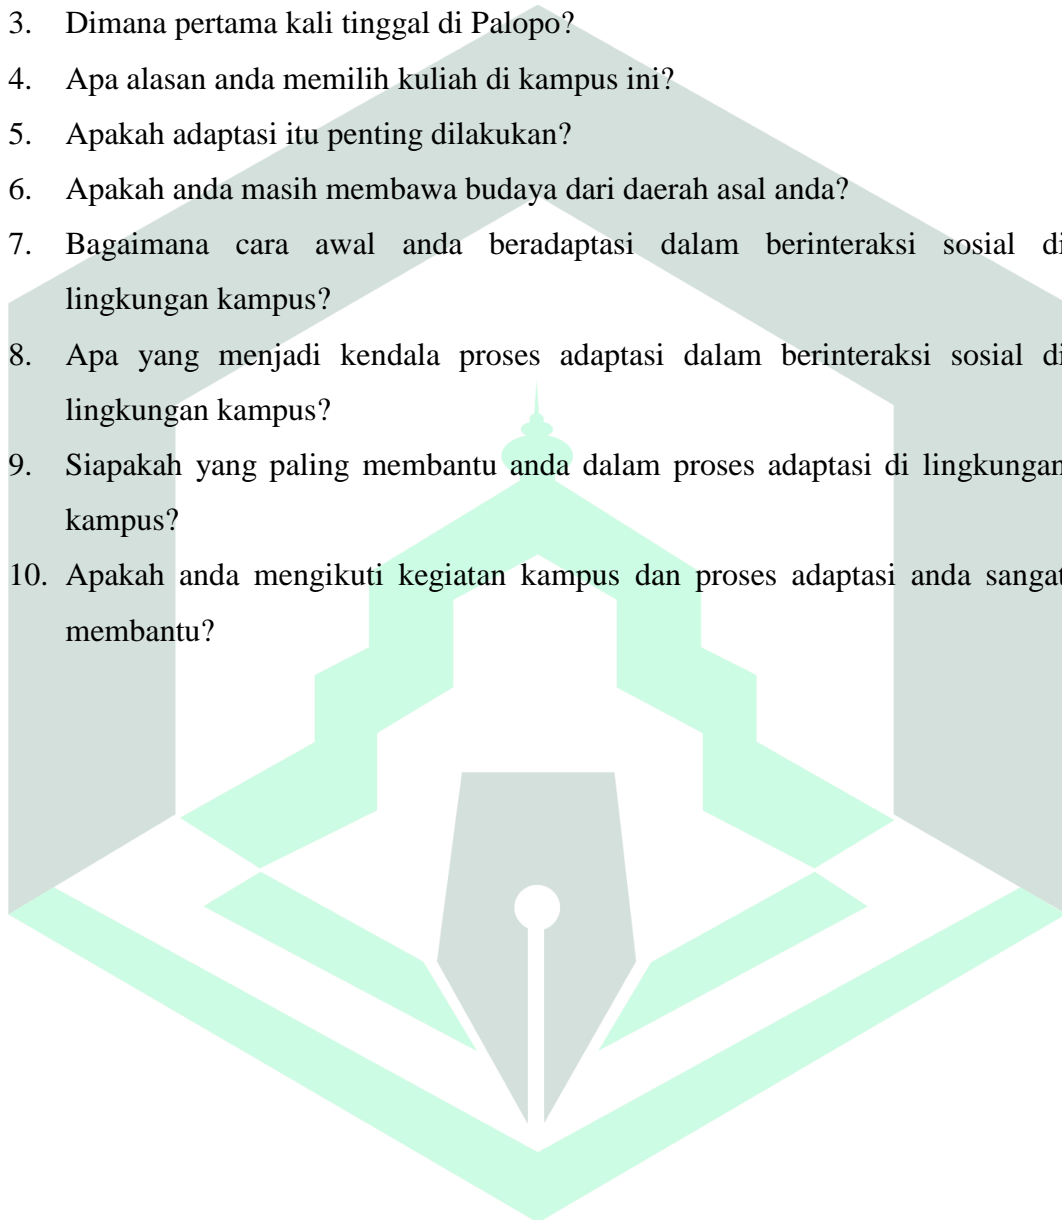 3. Dimana pertama kali tinggal di Palopo?
4. Apa alasan anda memilih kuliah di kampus ini?
5. Apakah adaptasi itu penting dilakukan?
6. Apakah anda masih membawa budaya dari daerah asal anda?
7. Bagaimana cara awal anda beradaptasi dalam berinteraksi sosial di
lingkungan kampus?
8. Apa yang menjadi kendala proses adaptasi dalam berinteraksi sosial di
lingkungan kampus?
9. Siapakah yang paling membantu anda dalam proses adaptasi di lingkungan
kampus?
10. Apakah anda mengikuti kegiatan kampus dan proses adaptasi anda sangat
membantu?